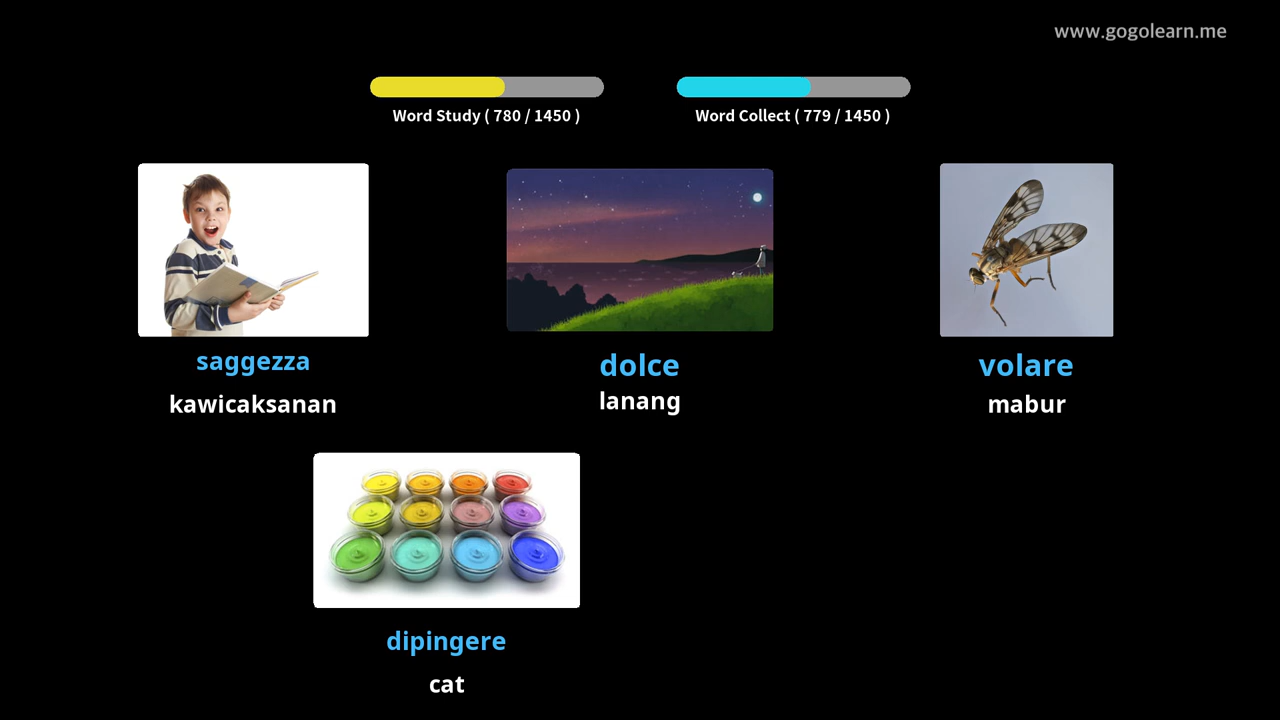 www.gogolearn.me
Word Study ( 780 / 1450 )
Word Collect ( 779 / 1450 )
saggezza
kawicaksanan
dolce
lanang
volare
mabur
dipingere
cat